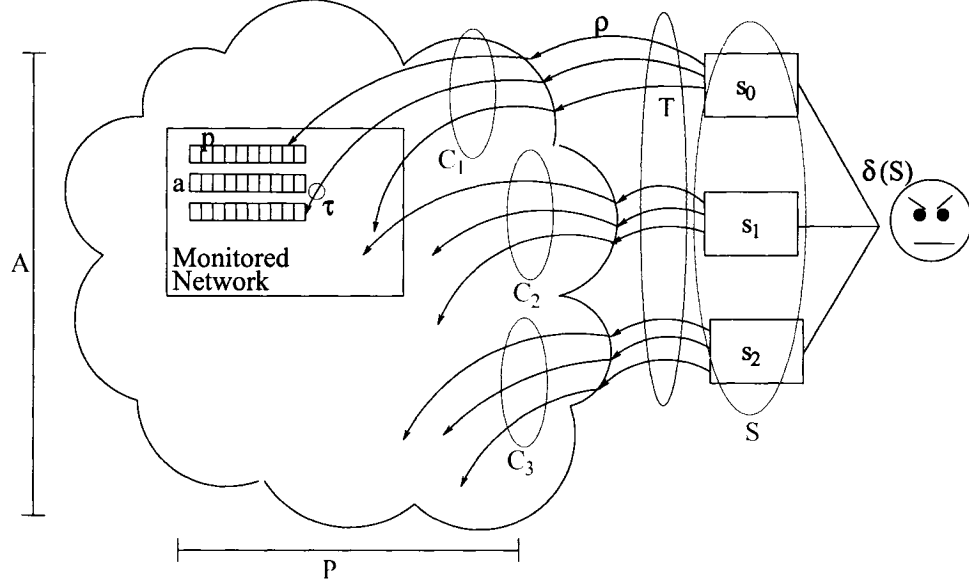 ρ
T
s0
C1
p
a
τ
δ(S)
s1
Monitored
Network
A
C2
s2
S
C3
P